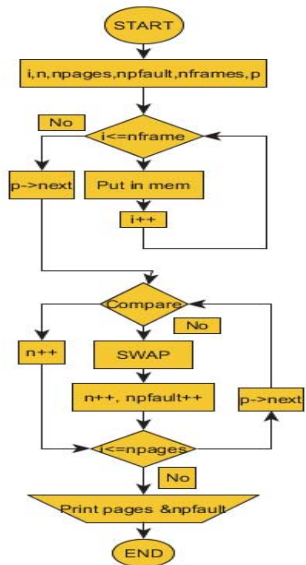 START
i,n,npages,npfault,nframes,p
No
i<=nframe
p->next
Put in mem
i++
Compare
No
n++
SWAP
n++, npfault++
p->next
i<=npages
No
Print pages &npfault
END